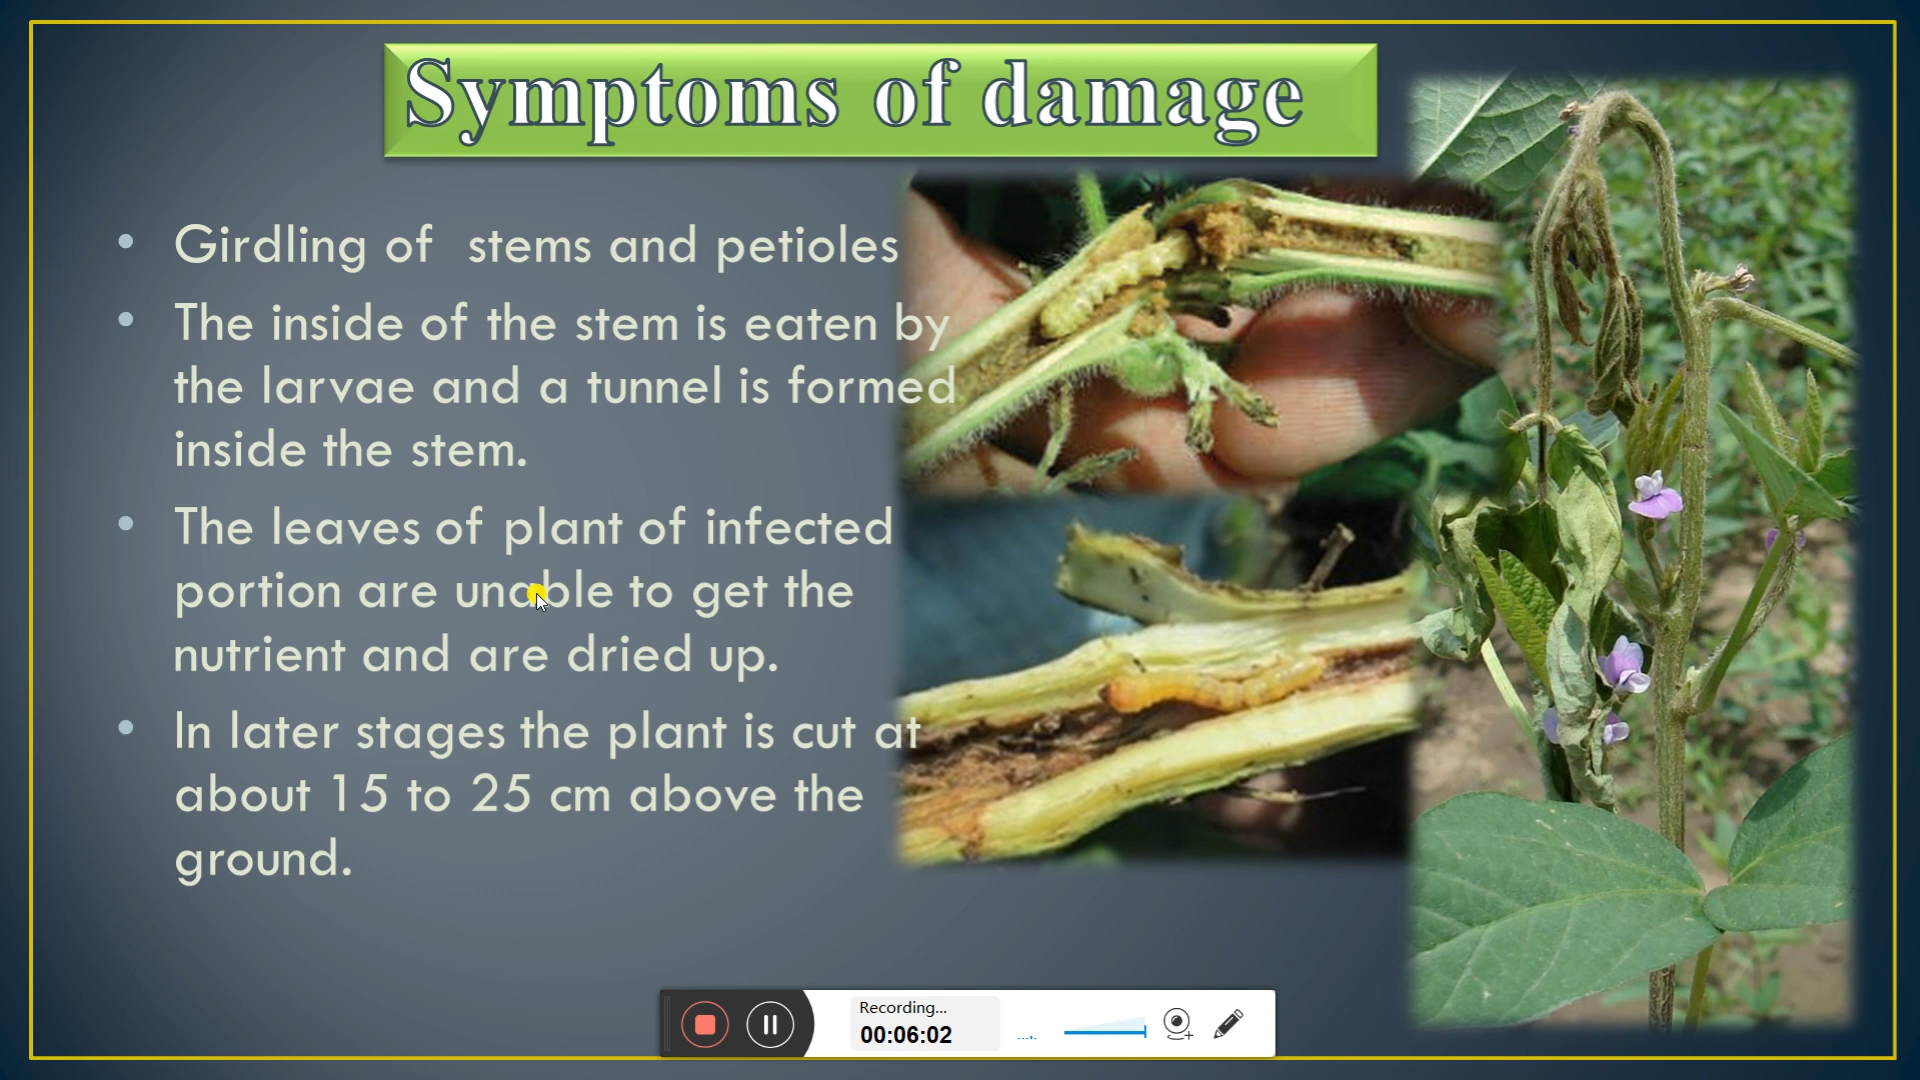 Symptoms of damage
• Girdling of stems and petioles
• The inside of the stem is eaten by
the larvae and a tunnel is formed
inside the stem.
• The leaves of plant of infected
portion are unable to get the
nutrient and are dried up.
• In later stages the plant is cut at
about 15 to 25 cm above the
ground.
Recording...
00:06:02